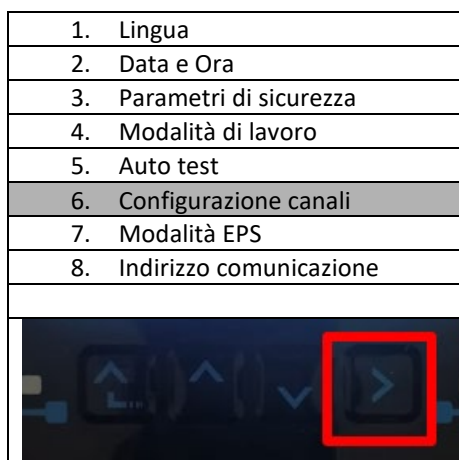 1. Lingua
2. Data e Ora
3. Parametri di sicurezza
4. Modalità di lavoro
5. Auto test
6. Configurazione canali
7. Modalità EPS
8. Indirizzo comunicazione